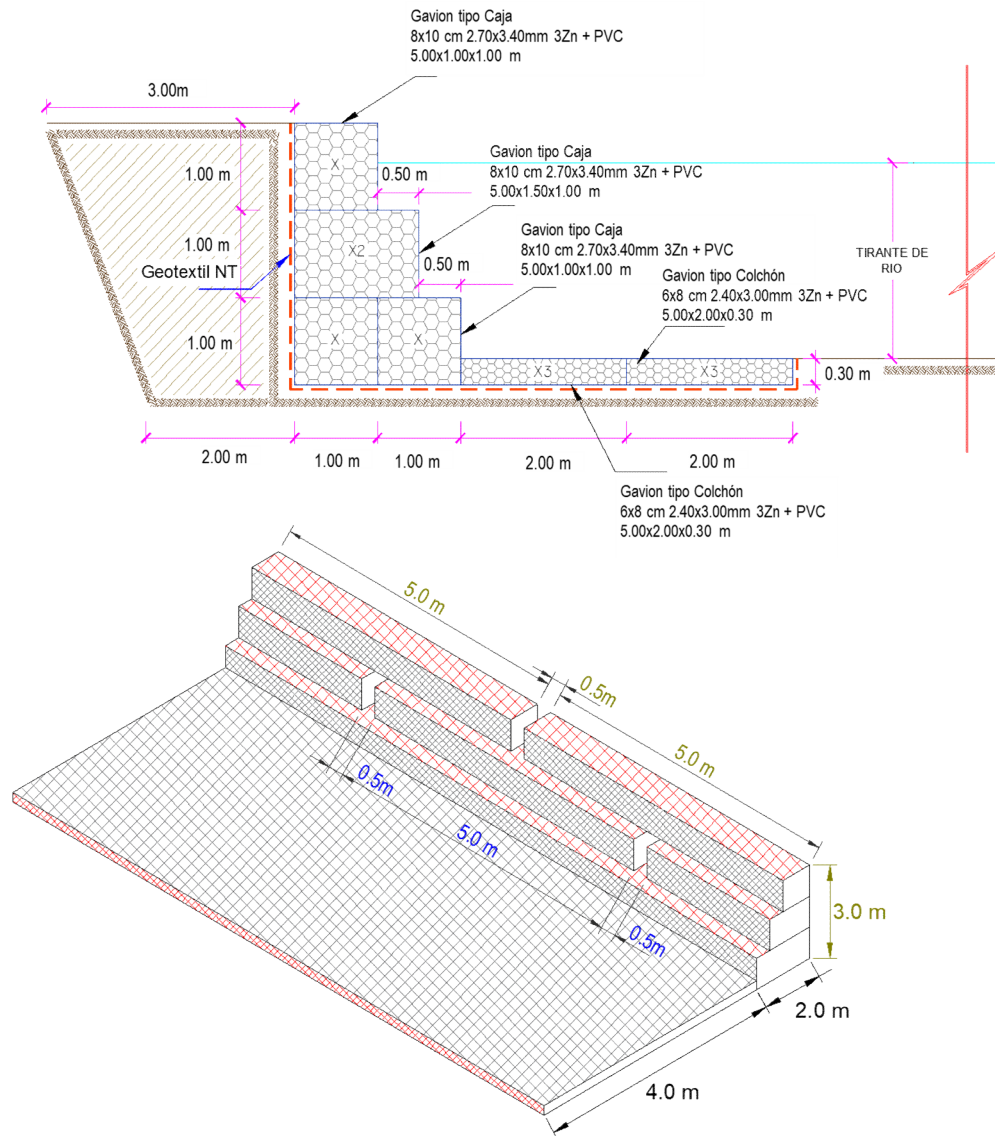 Gavion tipo Caja
8x10 cm 2.70x3.40mm 3Zn + PVC
5.00x1.00x1.00 m
3.00m
X
1.00 m
Gavion tipo Caja
8x10 cm 2.70x3.40mm 3Zn + PVC
5.00x1.50x1.00 m
0.50 m
X2
1.00 m
Geotextil NT
Gavion tipo Caja
8x10 cm 2.70x3.40mm 3Zn + PVC
5.00x1.00x1.00 m
0.50 m
TIRANTE DE
RIO
Gavion tipo Colchón
6x8 cm 2.40x3.00mm 3Zn + PVC
5.00x2.00x0.30 m
1.00 m
X
X
X3
X3
0.30 m
2.00 m
1.00 m
1.00 m
2.00 m
2.00 m
Gavion tipo Colchón
6x8 cm 2.40x3.00mm 3Zn + PVC
5.00x2.00x0.30 m
5.0 m
0.5m
5.0 m
0.5m
5.0 m
0.5m
3.0 m
2.0 m
4.0 m